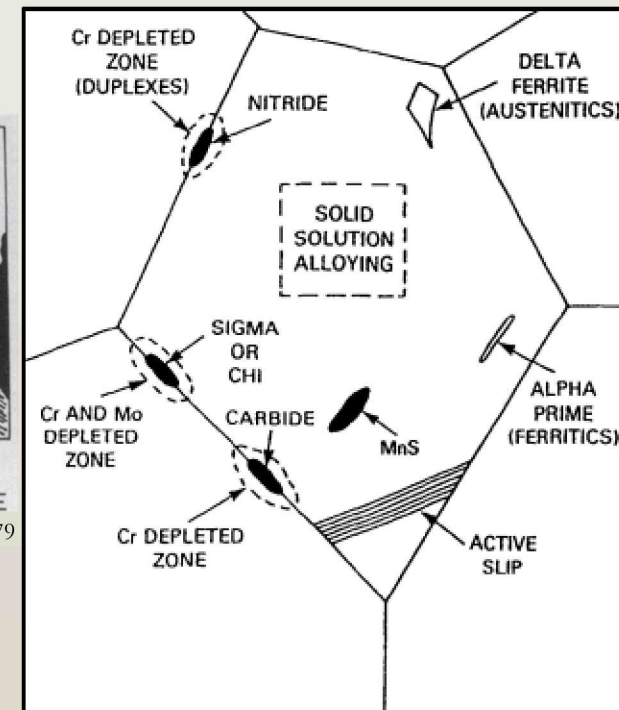 Cr DEPLETED
ZONE
(DUPLEXES)
NITRIDE
DELTA
FERRITE
(AUSTENITICS)
SOLID
SOLUTION
ALLOYING
SIGMA
OR
CHI
Cr AND Mo
DEPLETED
ZONE
CARBIDE
MnS
ALPHA
PRIME
(FERRITICS)
Cr DEPLETED
ZONE
ACTIVE
SLIP
E
79